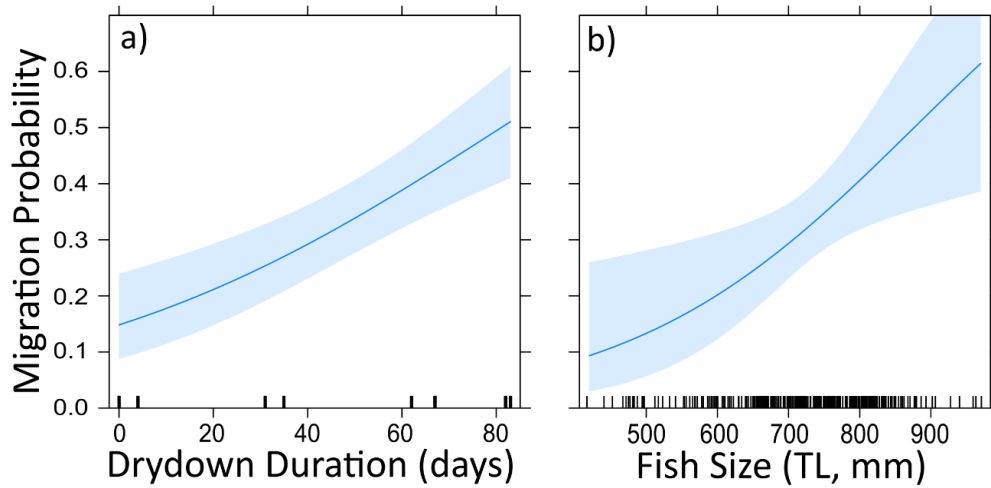 a)
b)
Migration Probability
0.6
0.5
0.4
0.3
0.2
0.1
0.0
0 20 40 60 80
500 600 700 800 900
Drydown Duration (days)
Fish Size (TL, mm)